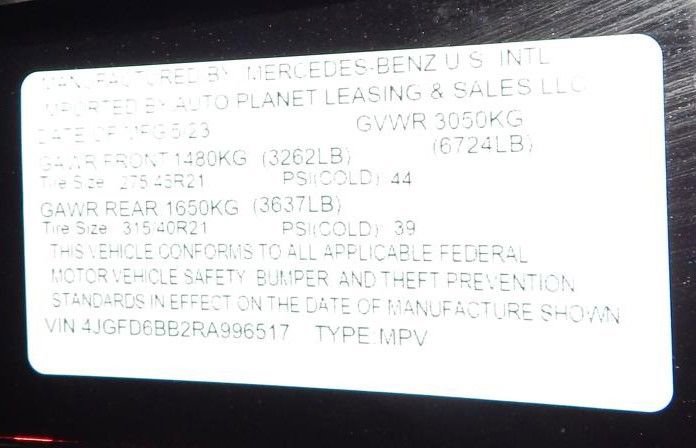 MANUFACTURED BY MERCEDES-BENZ U S INTL
IMPORTED BY AUTO PLANET LEASING & SALES LLC
DATE OF MFG 5/23 GVWR 3050KG
(6724LB)
GAWR FRONT 1480KG (3262LB)
Tire Size 275/45R21 PSI(COLD) 44
GAWR REAR 1650KG (3637LB)
Tire Size 315/40R21 PSI(COLD) 39
THIS VEHICLE CONFORMS TO ALL APPLICABLE FEDERAL
MOTOR VEHICLE SAFETY BUMPER AND THEFT PREVENTION
STANDARDS IN EFFECT ON THE DATE OF MANUFACTURE SHOWN
VIN 4JGFD6BB2RA996517 TYPE.MPV